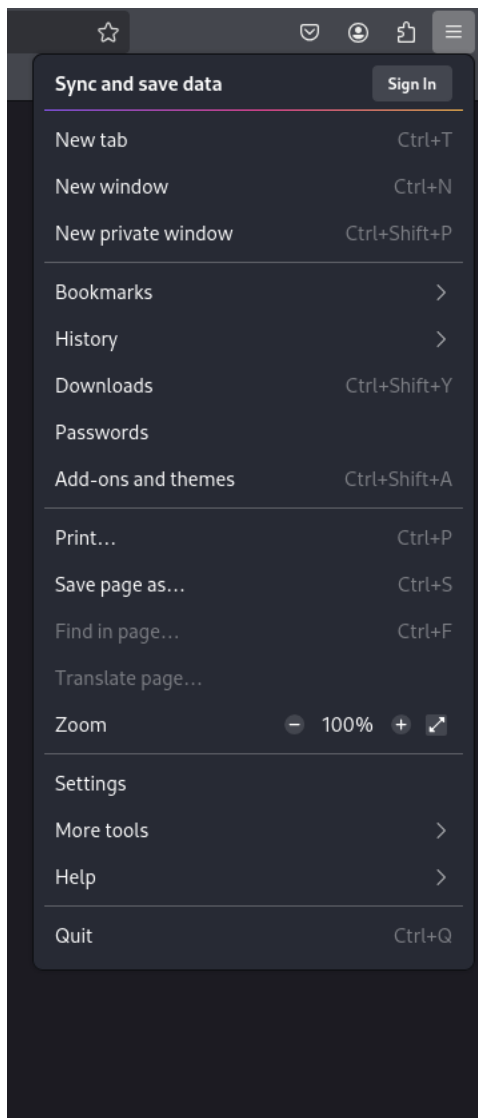 Sync and save data Sign In
New tab Ctrl+T
New window Ctrl+N
New private window Ctrl+Shift+P
Bookmarks
History
Downloads Ctrl+Shift+Y
Passwords
Add-ons and themes Ctrl+Shift+A
Print… Ctrl+P
Save page as… Ctrl+S
Find in page… Ctrl+F
Translate page…
Zoom − 100% +
Settings
More tools
Help
Quit Ctrl+Q